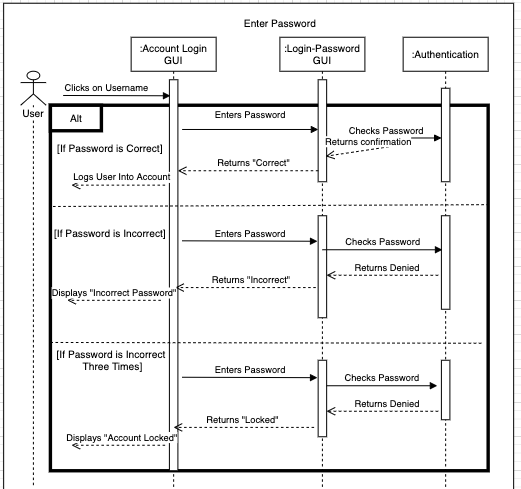 Enter Password
:Account Login
GUI
:Login-Password
GUI
:Authentication
Clicks on Username
User
Alt
Enters Password
[If Password is Correct]
Checks Password
Returns confirmation
Returns "Correct"
Logs User Into Account
[If Password is Incorrect]
Enters Password
Checks Password
Returns Denied
Returns "Incorrect"
Displays "Incorrect Password"
[If Password is Incorrect
Three Times]
Enters Password
Checks Password
Returns Denied
Returns "Locked"
Displays "Account Locked"